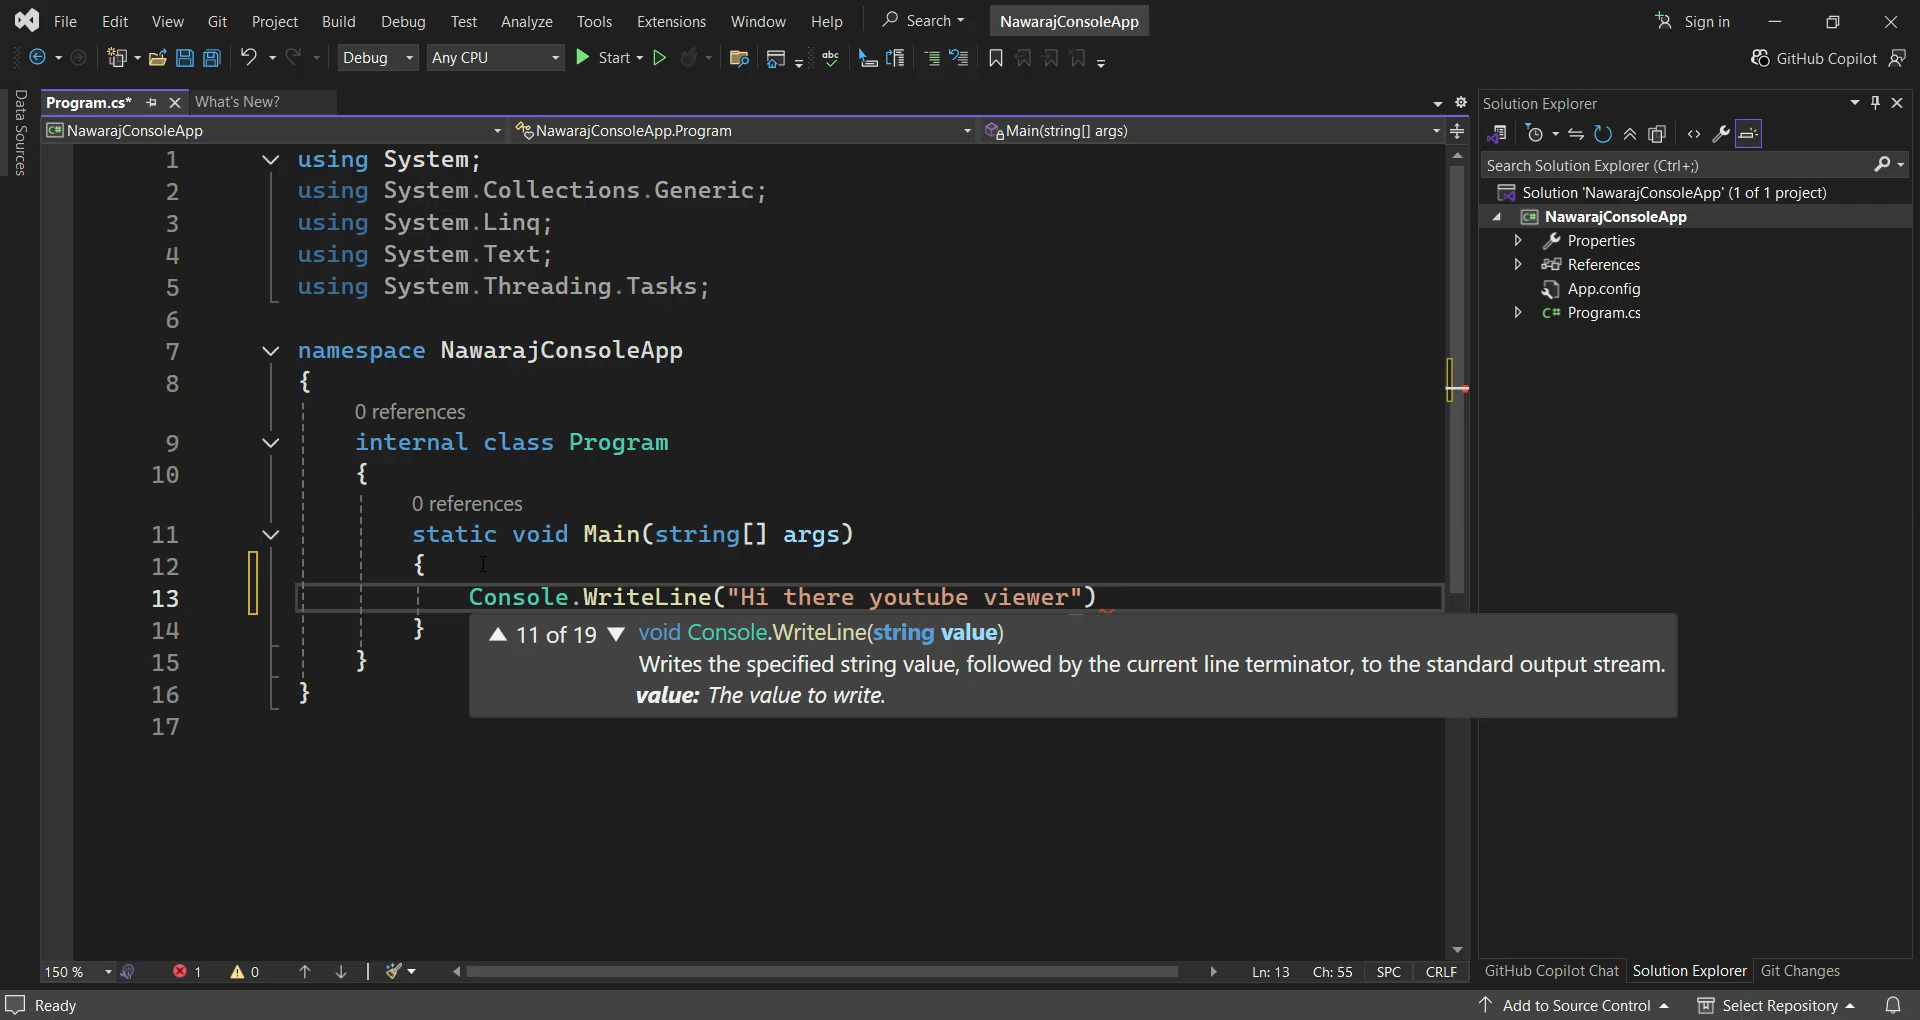 File Edit View Git Project Build Debug Test Analyze Tools Extensions Window Help Search NawarajConsoleApp Sign in
Debug Any CPU Start abc GitHub Copilot
Data Sources
Program.cs* What's New?
C# NawarajConsoleApp NawarajConsoleApp.Program Main(string[] args)
1 using System;
2 using System.Collections.Generic;
3 using System.Linq;
4 using System.Text;
5 using System.Threading.Tasks;
6
7 namespace NawarajConsoleApp
8 {
0 references
9 internal class Program
10 {
0 references
11 static void Main(string[] args)
12 {
13 Console.WriteLine("Hi there youtube viewer")
14 }
15 }
16 }
17
11 of 19 void Console.WriteLine(string value)
Writes the specified string value, followed by the current line terminator, to the standard output stream.
value: The value to write.
Solution Explorer
Search Solution Explorer (Ctrl+;)
Solution 'NawarajConsoleApp' (1 of 1 project)
C# NawarajConsoleApp
Properties
References
App.config
C# Program.cs
150 % 1 0 Ln: 13 Ch: 55 SPC CRLF
GitHub Copilot Chat Solution Explorer Git Changes
Ready Add to Source Control Select Repository